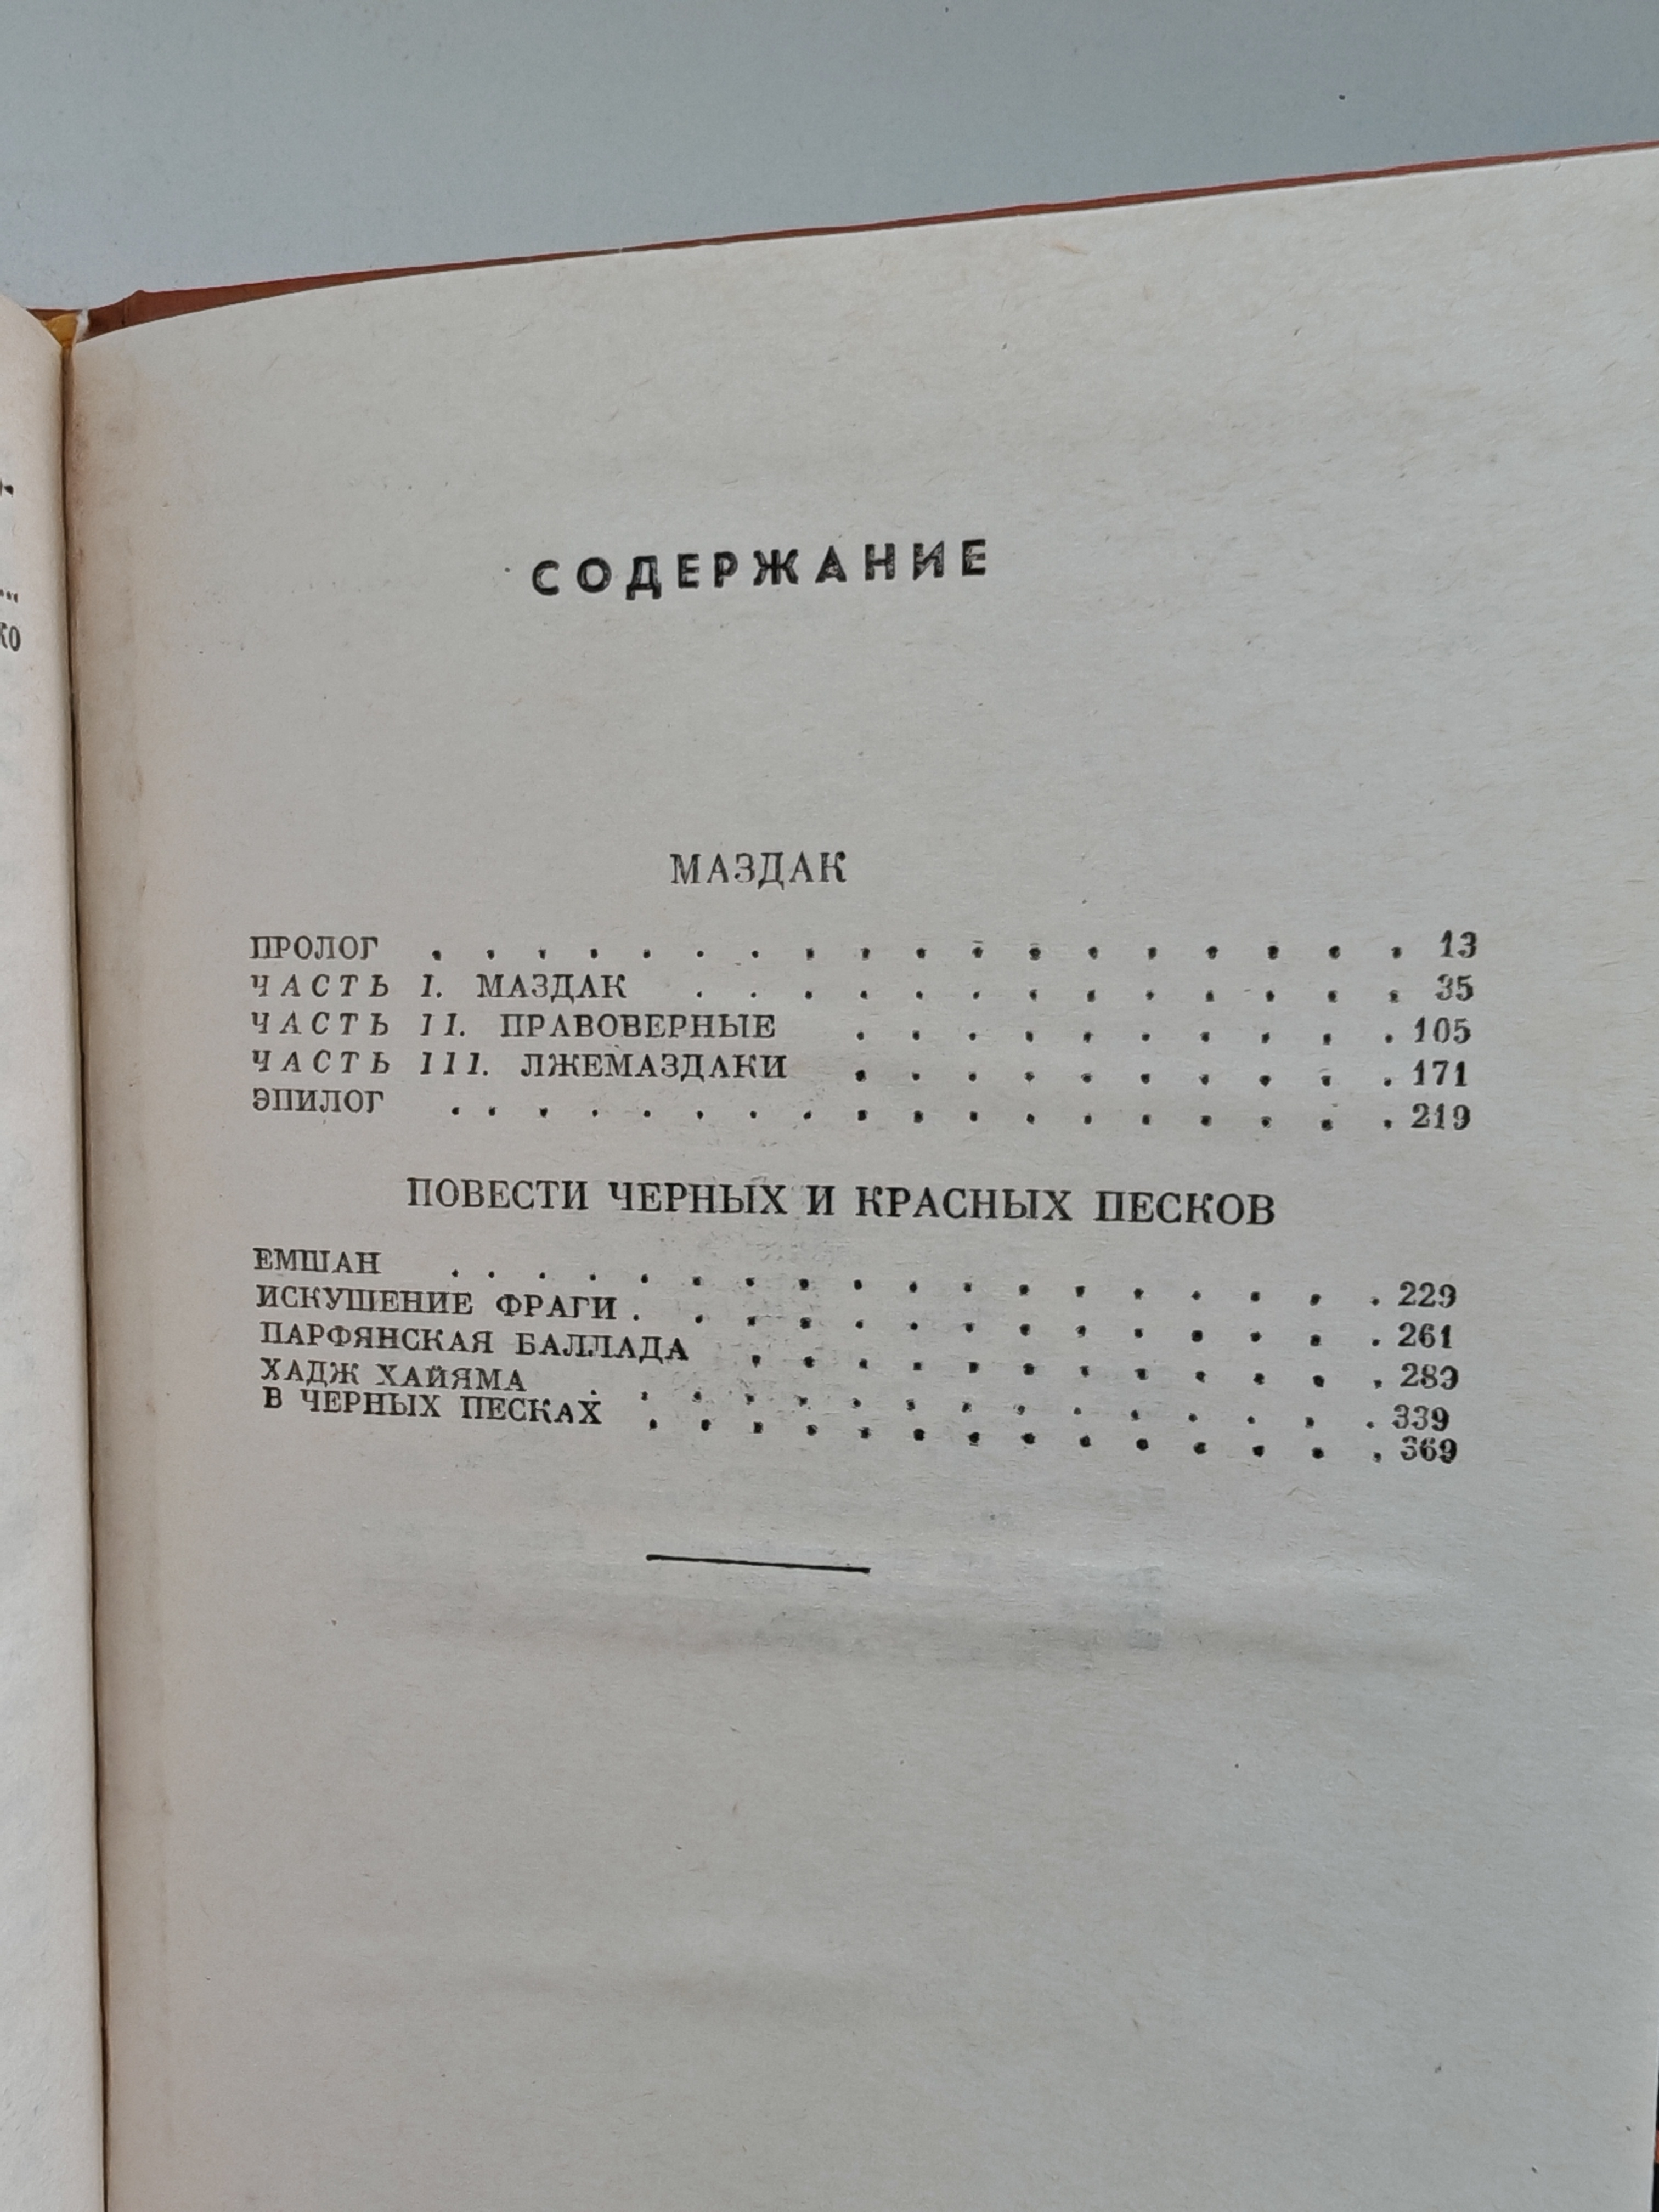 СОДЕРЖАНИЕ
МАЗДАК
ПРОЛОГ . . . . . . . . . . . . . . . . . . 13
ЧАСТЬ I. МАЗДАК . . . . . . . . . . . . . 35
ЧАСТЬ II. ПРАВОВЕРНЫЕ . . . . . . . . . . 105
ЧАСТЬ III. ЛЖЕМАЗДАКИ . . . . . . . . . . 171
ЭПИЛОГ . . . . . . . . . . . . . . . . . . 219
ПОВЕСТИ ЧЕРНЫХ И КРАСНЫХ ПЕСКОВ
ЕМШАН . . . . . . . . . . . . . . . . . . 229
ИСКУШЕНИЕ ФРАГИ . . . . . . . . . . . . . . 261
ПАРФЯНСКАЯ БАЛЛАДА . . . . . . . . . . . . 289
ХАДЖ ХАЙЯМА . . . . . . . . . . . . . . . 339
В ЧЕРНЫХ ПЕСКАХ . . . . . . . . . . . . . . 369